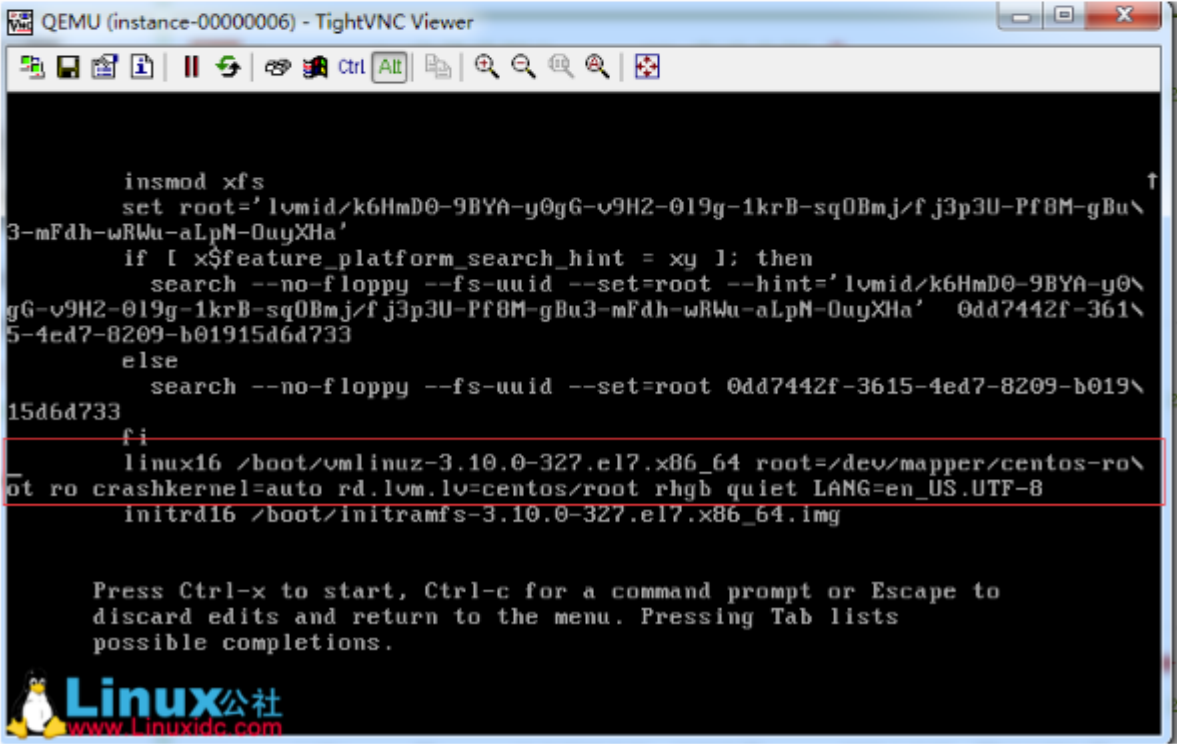 QEMU (instance-00000006) - TightVNC Viewer
Ctrl Alt
insmod xfs
set root='lvmid/k6HmD0-9BYA-y0gG-v9H2-0l9g-1krB-sqOBmj/fj3p3U-Pf8M-gBu\
3-mFdh-wRWu-aLpN-OuyXHa'
if [ x$feature_platform_search_hint = xy ]; then
search --no-floppy --fs-uuid --set=root --hint='lvmid/k6HmD0-9BYA-y0\
gG-v9H2-0l9g-1krB-sqOBmj/fj3p3U-Pf8M-gBu3-mFdh-wRWu-aLpN-OuyXHa'  0dd7442f-361\
5-4ed7-8209-b01915d6d733
else
search --no-floppy --fs-uuid --set=root 0dd7442f-3615-4ed7-8209-b019\
15d6d733
fi
linux16 /boot/vmlinuz-3.10.0-327.el7.x86_64 root=/dev/mapper/centos-ro\
ot ro crashkernel=auto rd.lvm.lv=centos/root rhgb quiet LANG=en_US.UTF-8
initrd16 /boot/initramfs-3.10.0-327.el7.x86_64.img
Press Ctrl-x to start, Ctrl-c for a command prompt or Escape to
discard edits and return to the menu. Pressing Tab lists
possible completions.
Linux公社
www.Linuxidc.com